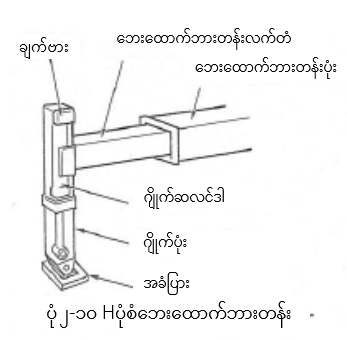 ချက်ဗား
ဘေးထောက်ဘားတန်းလက်တံ
ဘေးထောက်ဘားတန်းပုံး
ဂျိုက်ဆလင်ဒါ
ဂျိုက်ပုံး
အခံပြား
ပုံ ၂-၁၀ Hပုံစံဘေးထောက်ဘားတန်း